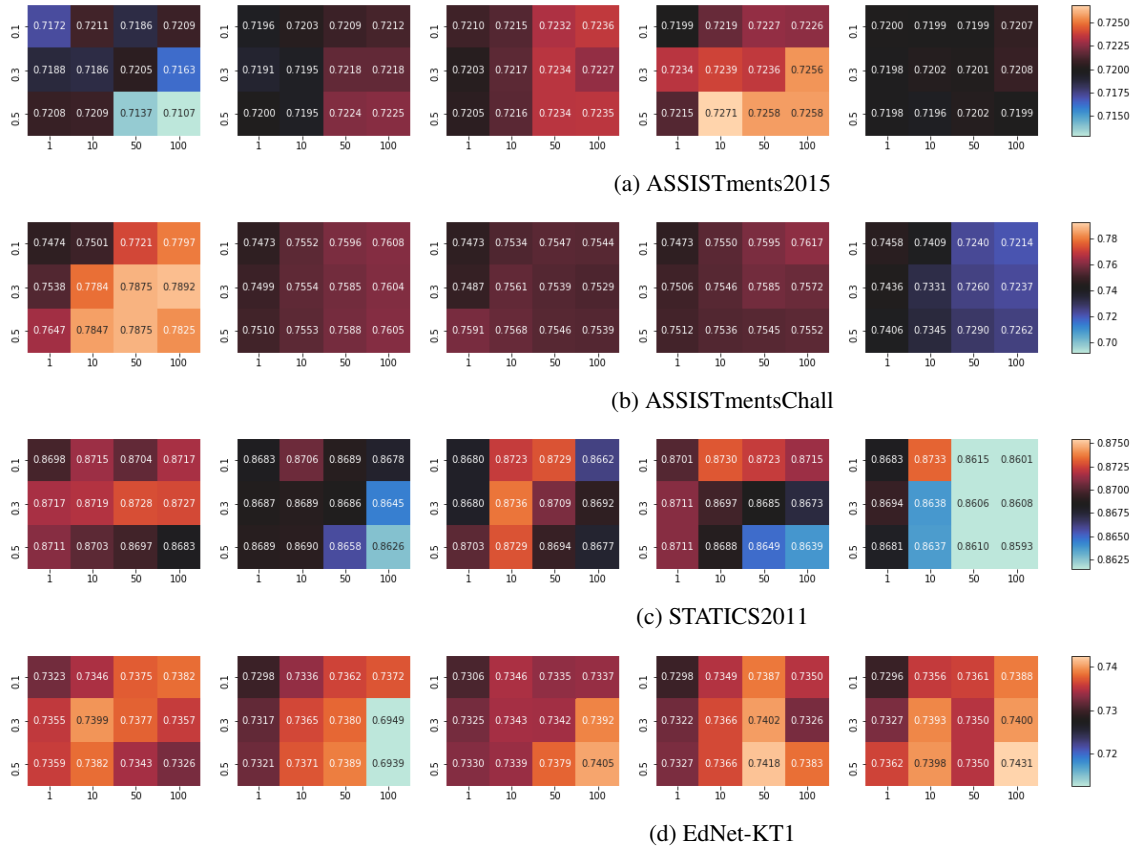 0.1 0.7172 0.7211 0.7186 0.7209 0.7196 0.7203 0.7209 0.7212 0.7210 0.7215 0.7232 0.7236 0.1 0.7199 0.7219 0.7227 0.7226 0.1 0.7200 0.7199 0.7199 0.7207 0.7250
0.7225
0.3 0.7188 0.7186 0.7205 0.7163 0.7191 0.7195 0.7218 0.7218 0.7203 0.7217 0.7234 0.7227 0.3 0.7234 0.7239 0.7236 0.7256 0.3 0.7198 0.7202 0.7201 0.7208 0.7200
0.7175
0.5 0.7208 0.7209 0.7137 0.7107 0.7200 0.7195 0.7224 0.7225 0.7205 0.7216 0.7234 0.7235 0.5 0.7215 0.7271 0.7258 0.7258 0.5 0.7198 0.7196 0.7202 0.7199 0.7150
1 10 50 100 1 10 50 100 1 10 50 100 1 10 50 100 1 10 50 100
(a) ASSISTments2015
0.1 0.7474 0.7501 0.7721 0.7797 0.1 0.7473 0.7552 0.7596 0.7608 0.1 0.7473 0.7534 0.7547 0.7544 0.1 0.7473 0.7550 0.7595 0.7617 0.1 0.7458 0.7409 0.7240 0.7214 0.78
0.76
0.3 0.7538 0.7784 0.7875 0.7892 0.3 0.7499 0.7554 0.7585 0.7604 0.3 0.7487 0.7561 0.7539 0.7529 0.3 0.7506 0.7546 0.7585 0.7572 0.3 0.7436 0.7331 0.7260 0.7237 0.74
0.72
0.5 0.7647 0.7847 0.7875 0.7825 0.5 0.7510 0.7553 0.7588 0.7605 0.5 0.7591 0.7568 0.7546 0.7539 0.5 0.7512 0.7536 0.7545 0.7552 0.5 0.7406 0.7345 0.7290 0.7262 0.70
1 10 50 100 1 10 50 100 1 10 50 100 1 10 50 100 1 10 50 100
(b) ASSISTmentsChall
0.8750
0.1 0.8698 0.8715 0.8704 0.8717 0.1 0.8683 0.8706 0.8689 0.8678 0.1 0.8680 0.8723 0.8729 0.8662 0.1 0.8701 0.8730 0.8723 0.8715 0.1 0.8683 0.8733 0.8615 0.8601 0.8725
0.8700
0.3 0.8717 0.8719 0.8728 0.8727 0.3 0.8687 0.8689 0.8686 0.8645 0.3 0.8680 0.8736 0.8709 0.8692 0.3 0.8711 0.8697 0.8685 0.8673 0.3 0.8694 0.8638 0.8606 0.8608 0.8675
0.8650
0.5 0.8711 0.8703 0.8697 0.8683 0.5 0.8689 0.8690 0.8658 0.8626 0.5 0.8703 0.8729 0.8694 0.8677 0.5 0.8711 0.8688 0.8649 0.8639 0.5 0.8681 0.8637 0.8610 0.8593 0.8625
1 10 50 100 1 10 50 100 1 10 50 100 1 10 50 100 1 10 50 100
(c) STATICS2011
0.1 0.7323 0.7346 0.7375 0.7382 0.1 0.7298 0.7336 0.7362 0.7372 0.1 0.7306 0.7346 0.7335 0.7337 0.1 0.7298 0.7349 0.7387 0.7350 0.1 0.7296 0.7356 0.7361 0.7388 0.74
0.3 0.7355 0.7399 0.7377 0.7357 0.3 0.7317 0.7365 0.7380 0.6949 0.3 0.7325 0.7343 0.7342 0.7392 0.3 0.7322 0.7366 0.7402 0.7326 0.3 0.7327 0.7393 0.7350 0.7400 0.73
0.5 0.7359 0.7382 0.7343 0.7326 0.5 0.7321 0.7371 0.7389 0.6939 0.5 0.7330 0.7339 0.7379 0.7405 0.5 0.7327 0.7366 0.7418 0.7383 0.5 0.7362 0.7398 0.7350 0.7431 0.72
1 10 50 100 1 10 50 100 1 10 50 100 1 10 50 100 1 10 50 100
(d) EdNet-KT1